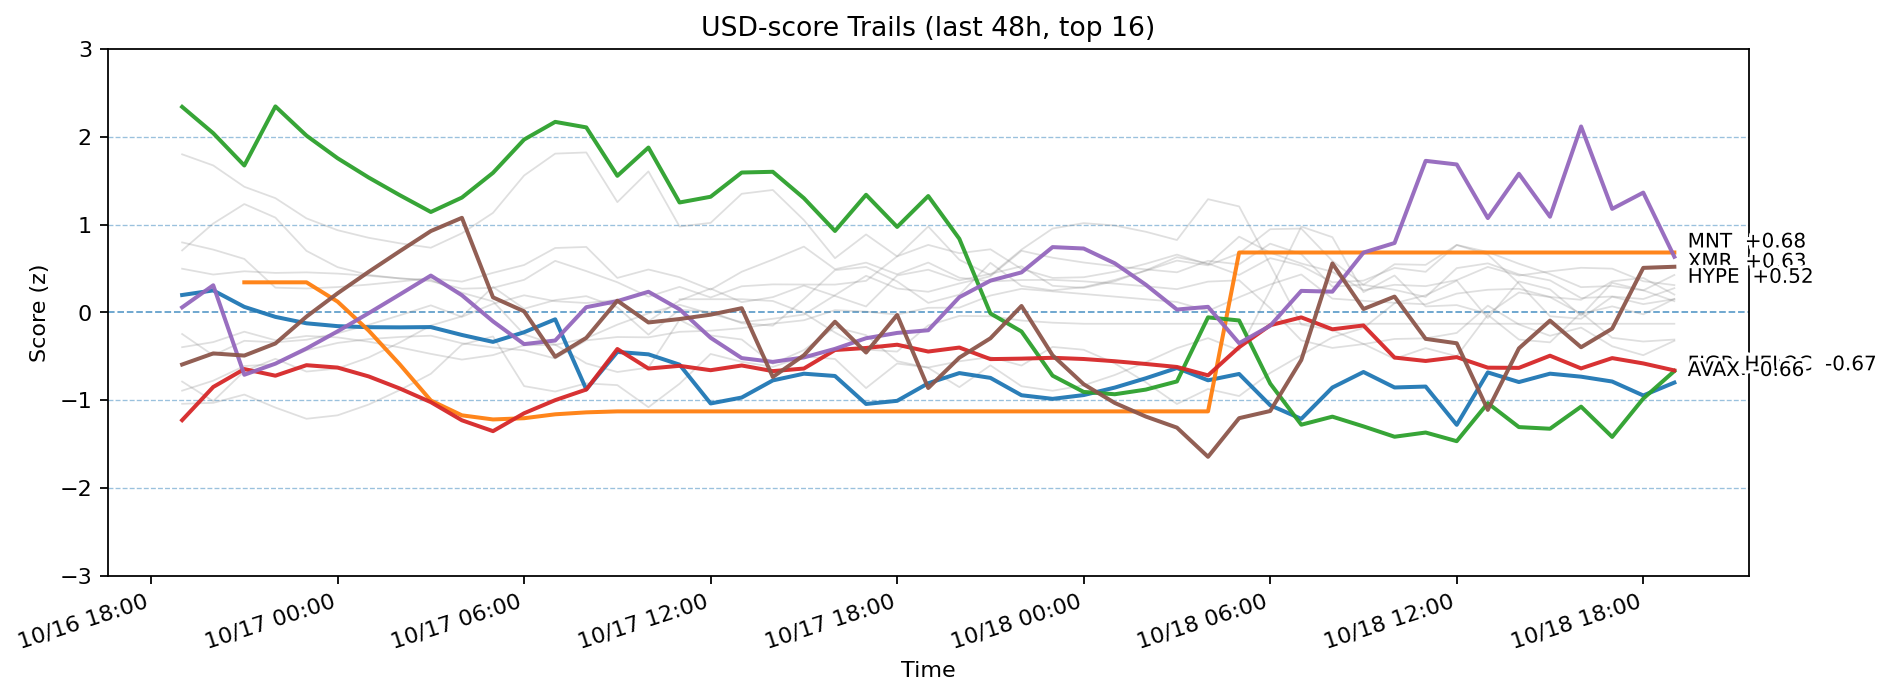 USD-score Trails (last 48h, top 16)
3
2
1
0
−1
−2
−3
Score (z)
MNT +0.68
XMR +0.63
HYPE +0.52
-0.67
AVAX -0.66
10/16 18:00
10/17 00:00
10/17 06:00
10/17 12:00
10/17 18:00
10/18 00:00
10/18 06:00
10/18 12:00
10/18 18:00
Time